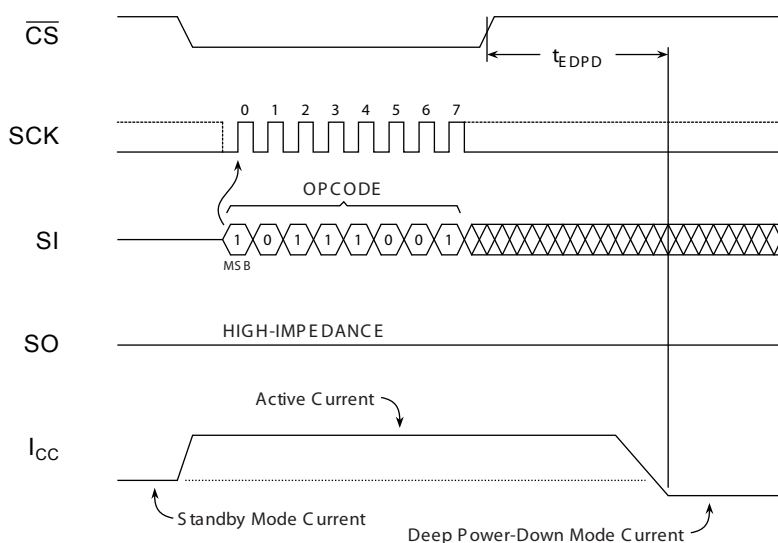 CS
tEDPD
0 1 2 3 4 5 6 7
SCK
OPCODE
SI
1 0 1 1 1 0 0 1
MSB
HIGH-IMPEDANCE
SO
Active Current
ICC
Standby Mode Current
Deep Power-Down Mode Current